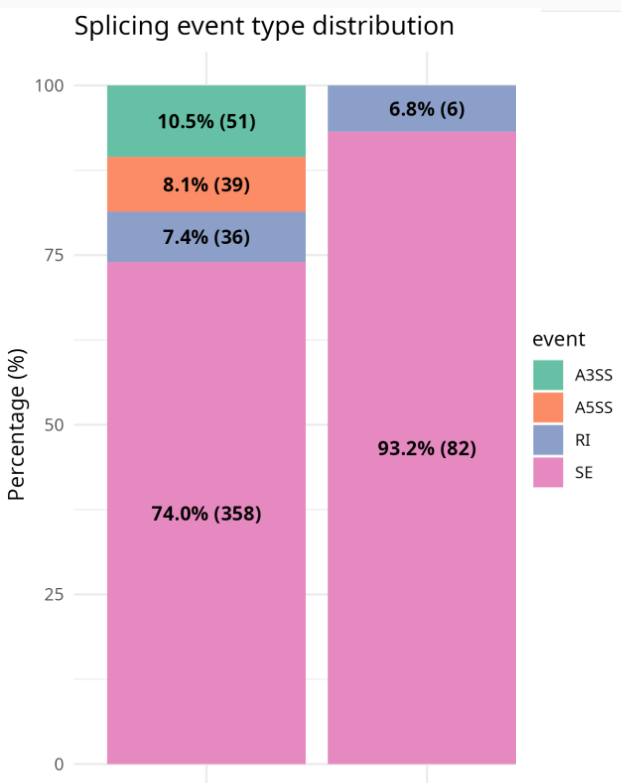 Splicing event type distribution
100
75
50
25
0
Percentage (%)
10.5% (51)
8.1% (39)
7.4% (36)
74.0% (358)
6.8% (6)
93.2% (82)
event
A3SS
A5SS
RI
SE